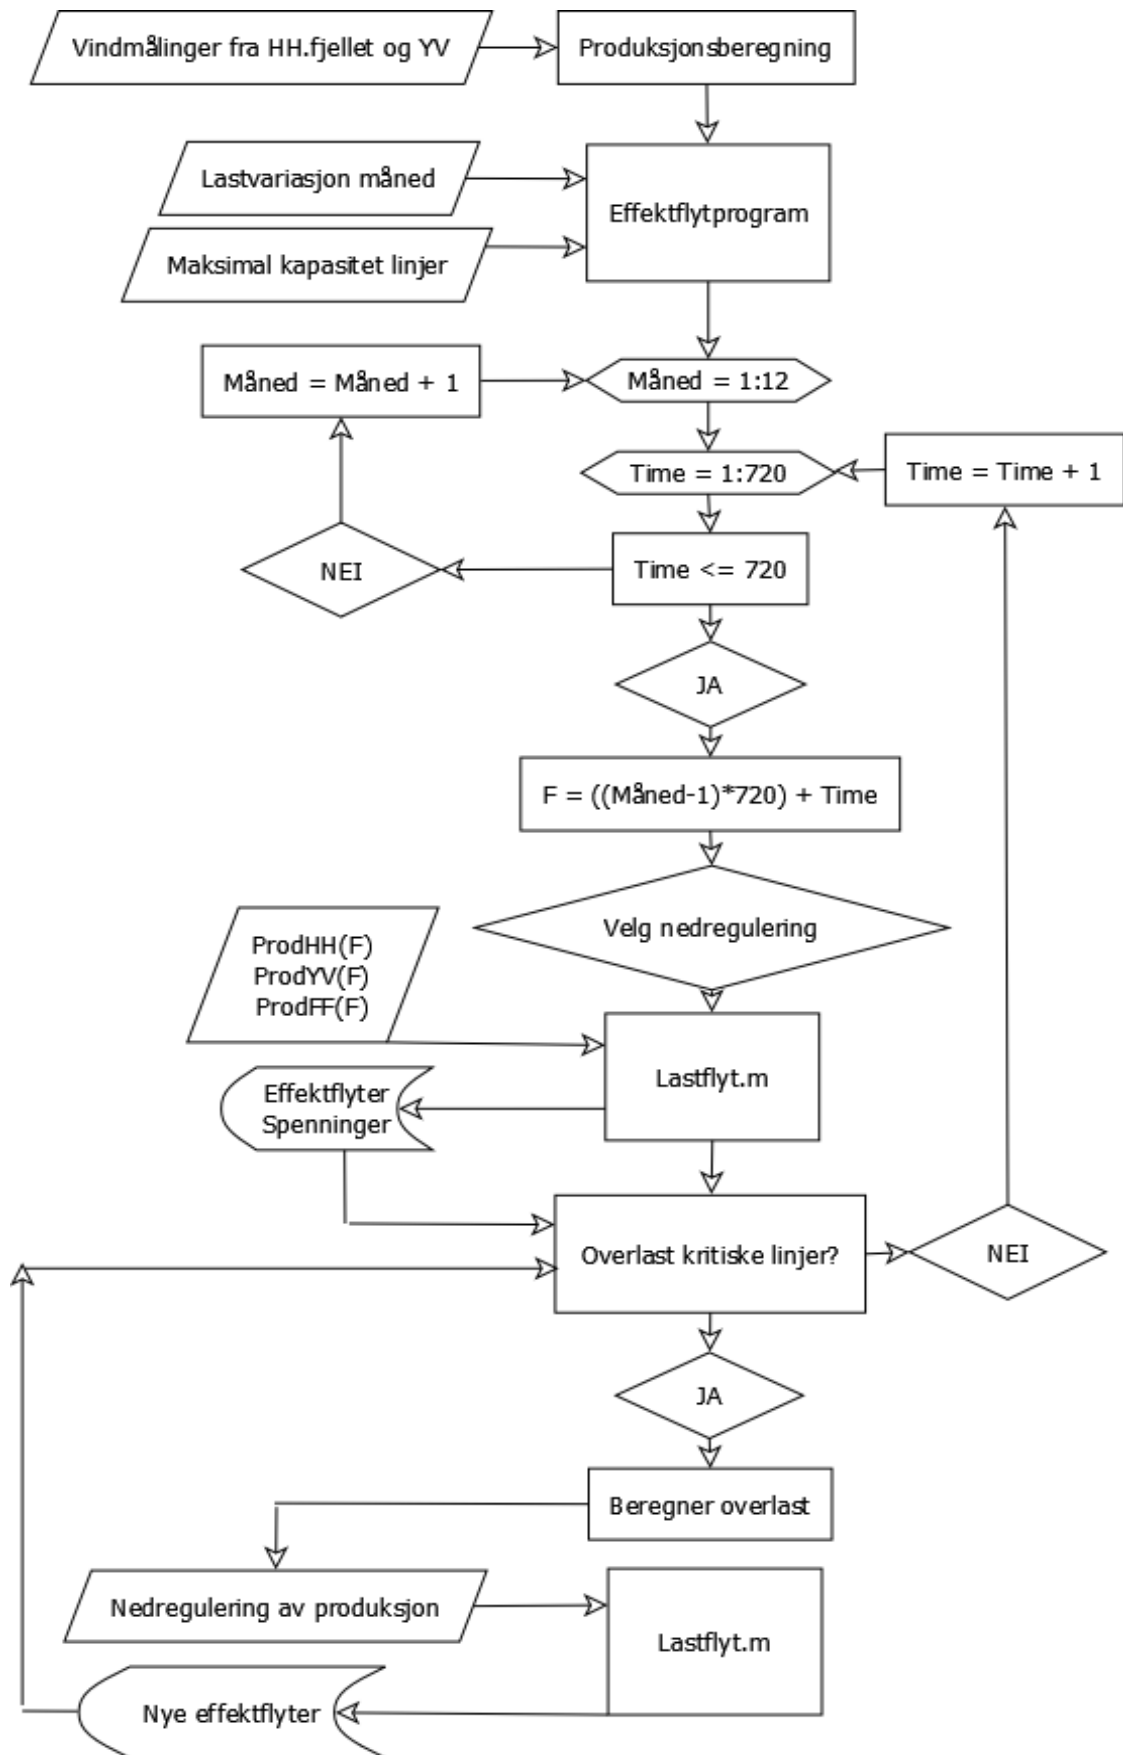 Vindmålinger fra HH.fjellet og YV
Produksjonsberegning
Lastvariasjon måned
Effektflytprogram
Maksimal kapasitet linjer
Måned = Måned + 1
Måned = 1:12
Time = 1:720
Time = Time + 1
NEI
Time <= 720
JA
F = ((Måned-1)*720) + Time
Velg nedregulering
ProdHH(F)
ProdYV(F)
ProdFF(F)
Lastflyt.m
Effektflyter
Spenninger
Overlast kritiske linjer?
NEI
JA
Beregner overlast
Nedregulering av produksjon
Lastflyt.m
Nye effektflyter